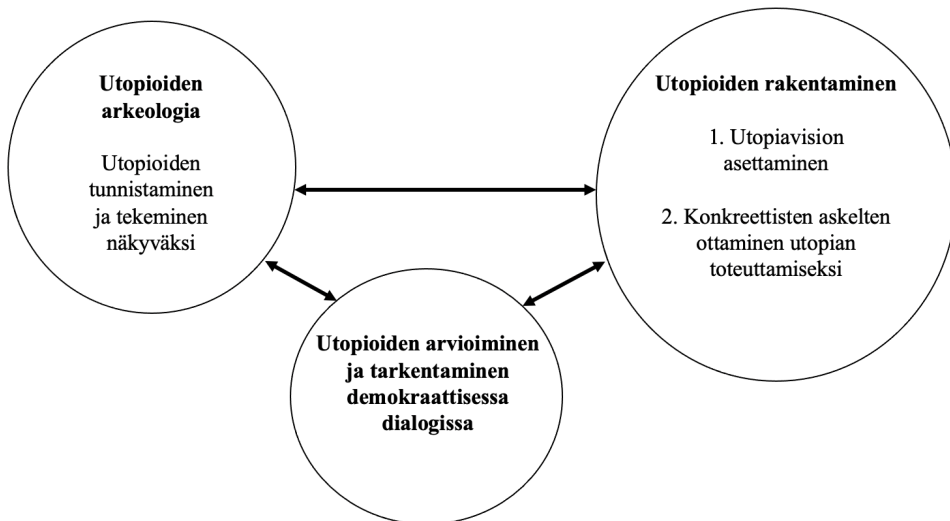 Utopioiden
arkeologia
Utopioiden
tunnistaminen
ja tekeminen
näkyväksi
Utopioiden rakentaminen
1. Utopiavision
asettaminen
2. Konkreettisten askelten
ottaminen utopian
toteuttamiseksi
Utopioiden arvioiminen
ja tarkentaminen
demokraattisessa
dialogissa